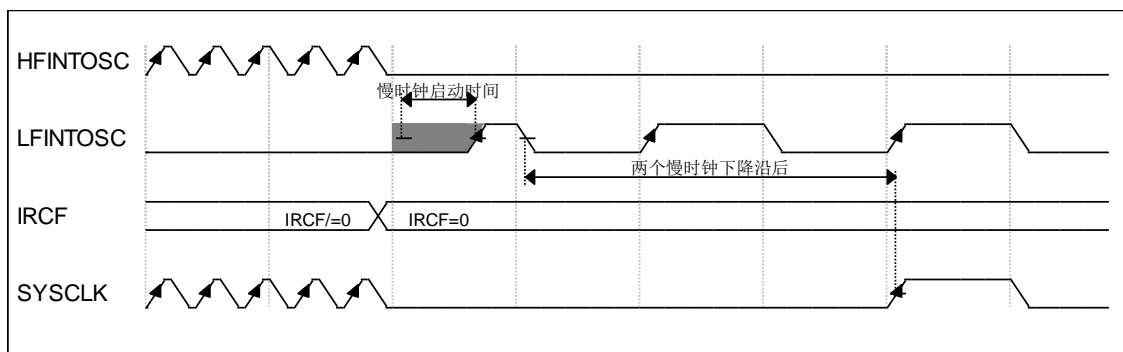 HFINTOSC
慢时钟启动时间
LFINTOSC
两个慢时钟下降沿后
IRCF
IRCF/=0
IRCF=0
SYSCLK